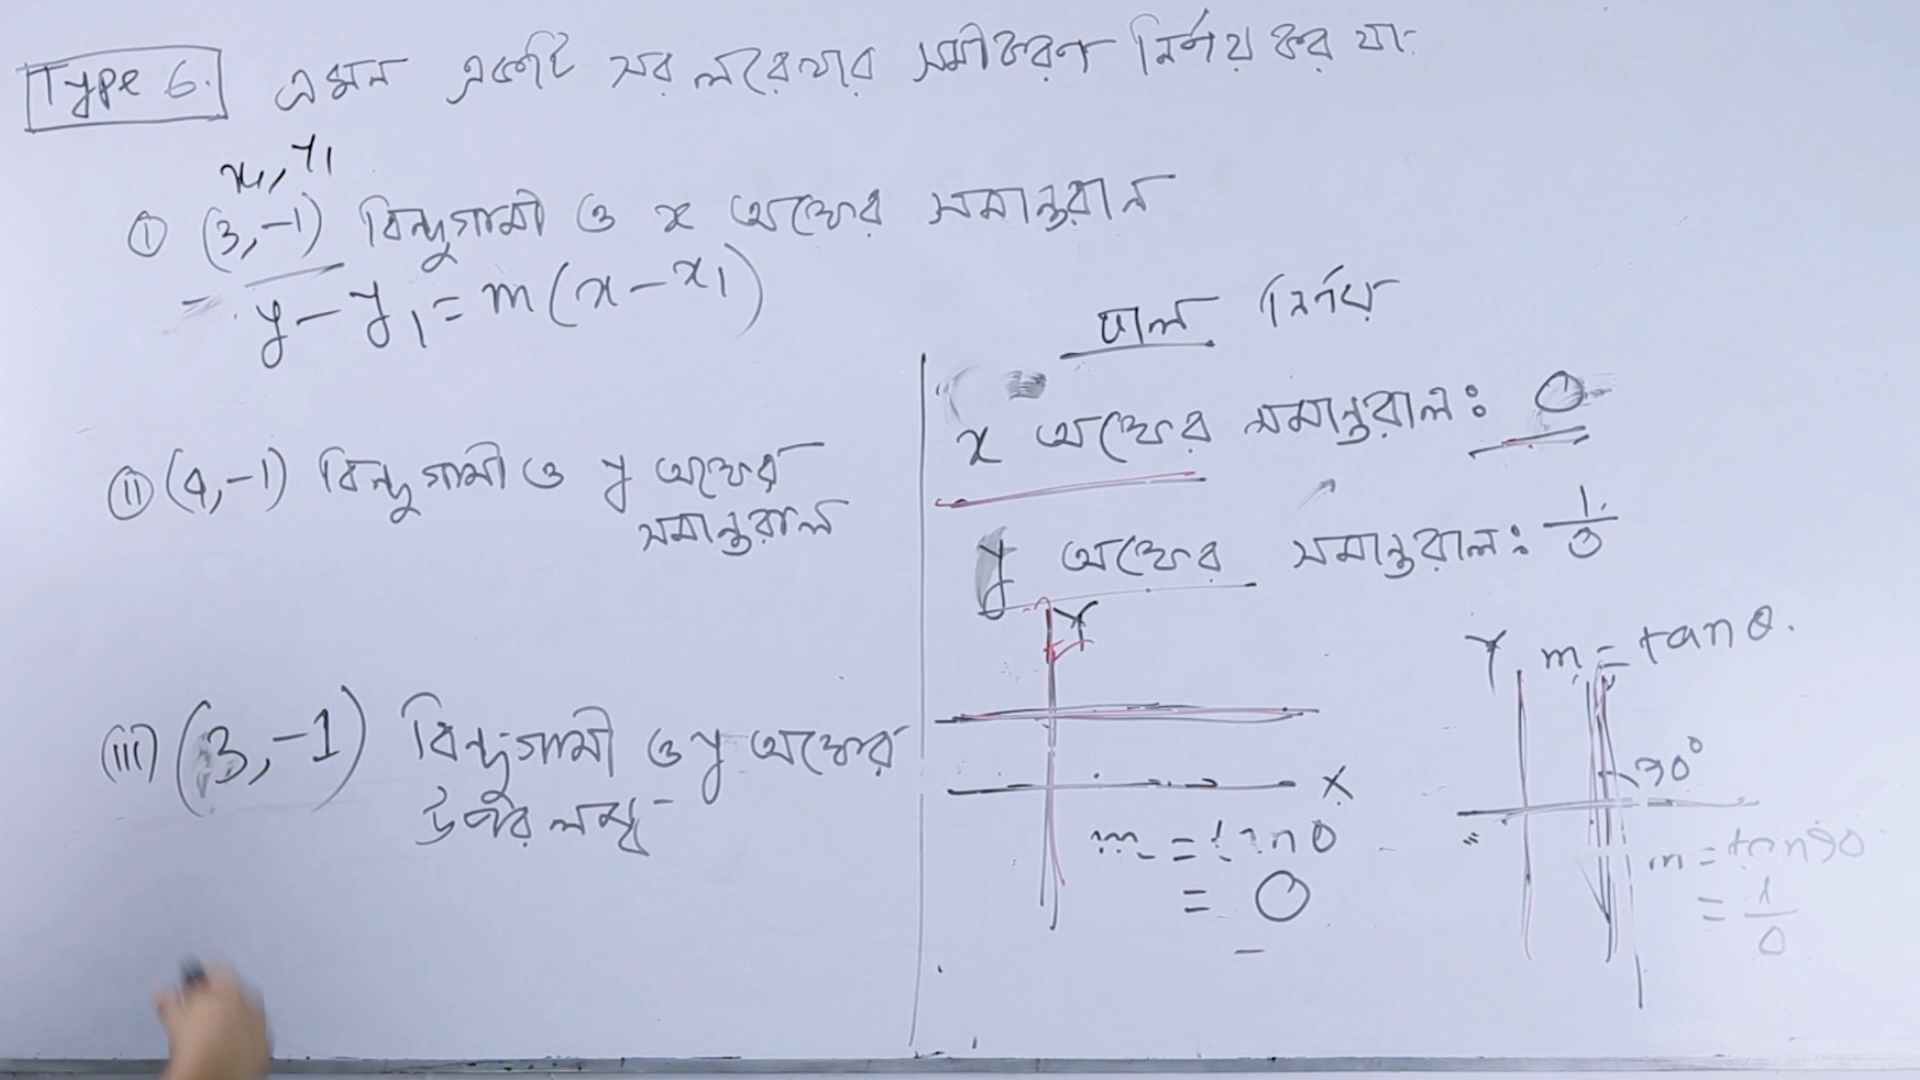 Type 6. এমন একটি সরলরেখার সমীকরণ নির্ণয় কর যা:
x₁, y₁
(i) (3,-1) বিন্দুগামী ও x অক্ষের সমান্তরাল
y - y₁ = m(x - x₁)
(ii) (4,-1) বিন্দুগামী ও y অক্ষের
সমান্তরাল
(iii) (3,-1) বিন্দুগামী ও y অক্ষের
উপর লম্ব
ঢাল নির্ণয়
x অক্ষের সমান্তরাল: 0
y অক্ষের সমান্তরাল: 1/0
Y
X
m = tan θ
= 0
Y m = tan θ.
90°
m = tan 90
= 1/0